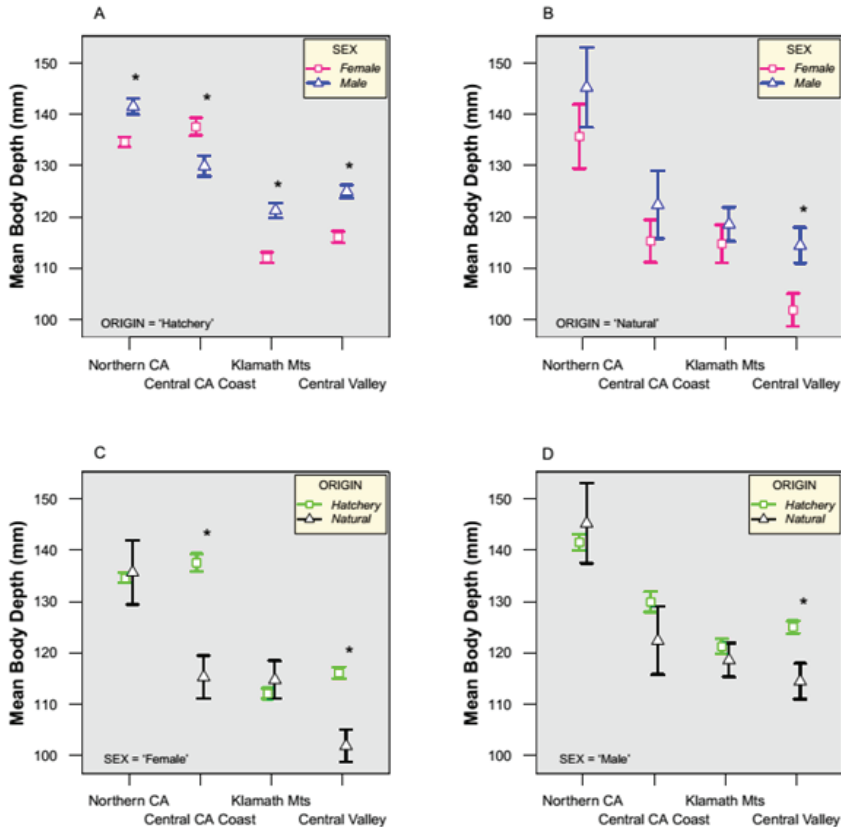 A
SEX
Female
Male
Mean Body Depth (mm)
150
140
130
120
110
100
*
*
*
*
ORIGIN = 'Hatchery'
Northern CA
Klamath Mts
Central CA Coast
Central Valley
B
SEX
Female
Male
Mean Body Depth (mm)
150
140
130
120
110
100
*
ORIGIN = 'Natural'
Northern CA
Klamath Mts
Central CA Coast
Central Valley
C
ORIGIN
Hatchery
Natural
Mean Body Depth (mm)
150
140
130
120
110
100
*
*
SEX = 'Female'
Northern CA
Klamath Mts
Central CA Coast
Central Valley
D
ORIGIN
Hatchery
Natural
Mean Body Depth (mm)
150
140
130
120
110
100
*
SEX = 'Male'
Northern CA
Klamath Mts
Central CA Coast
Central Valley